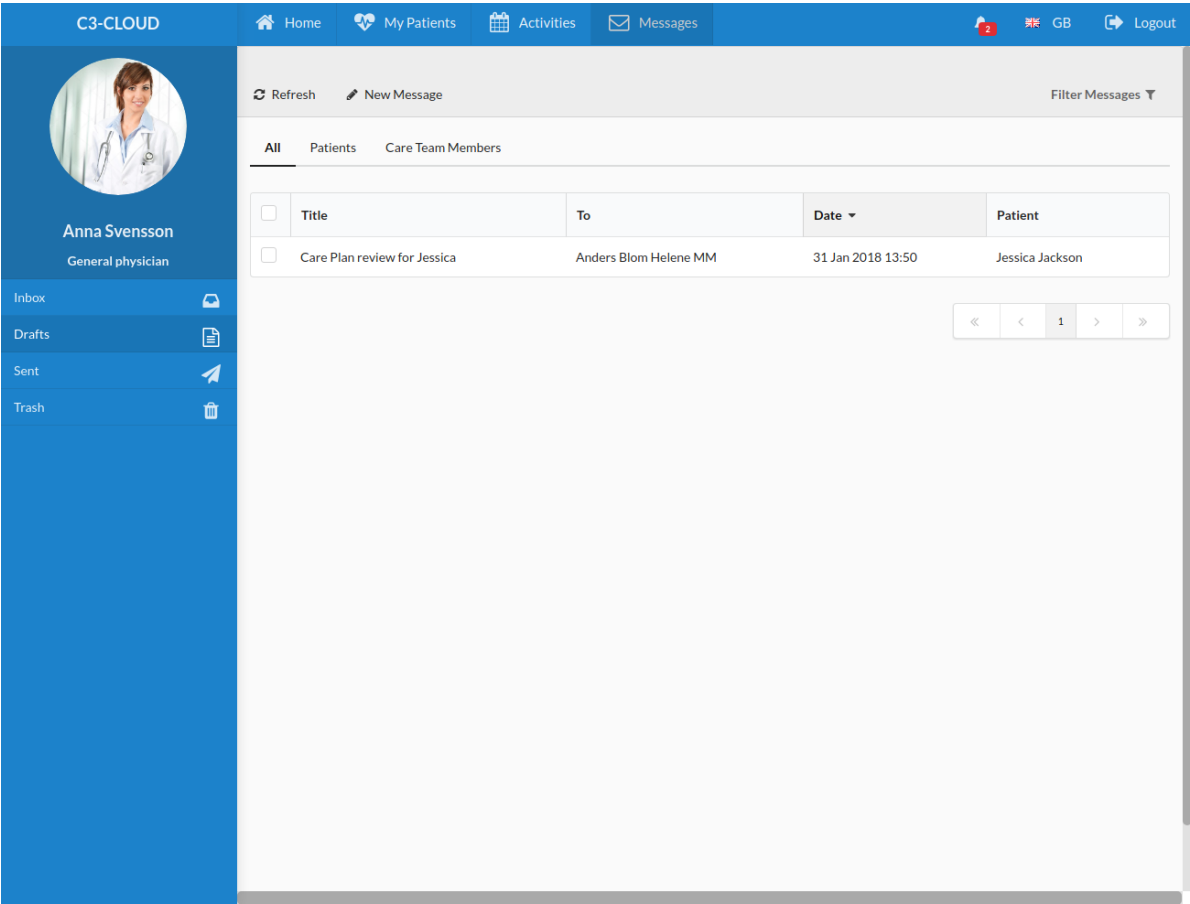 C3-CLOUD Home My Patients Activities Messages 2 GB Logout
Refresh New Message Filter Messages
All Patients Care Team Members
Title To Date Patient
Care Plan review for Jessica Anders Blom Helene MM 31 Jan 2018 13:50 Jessica Jackson
« < 1 > »
Anna Svensson
General physician
Inbox
Drafts
Sent
Trash